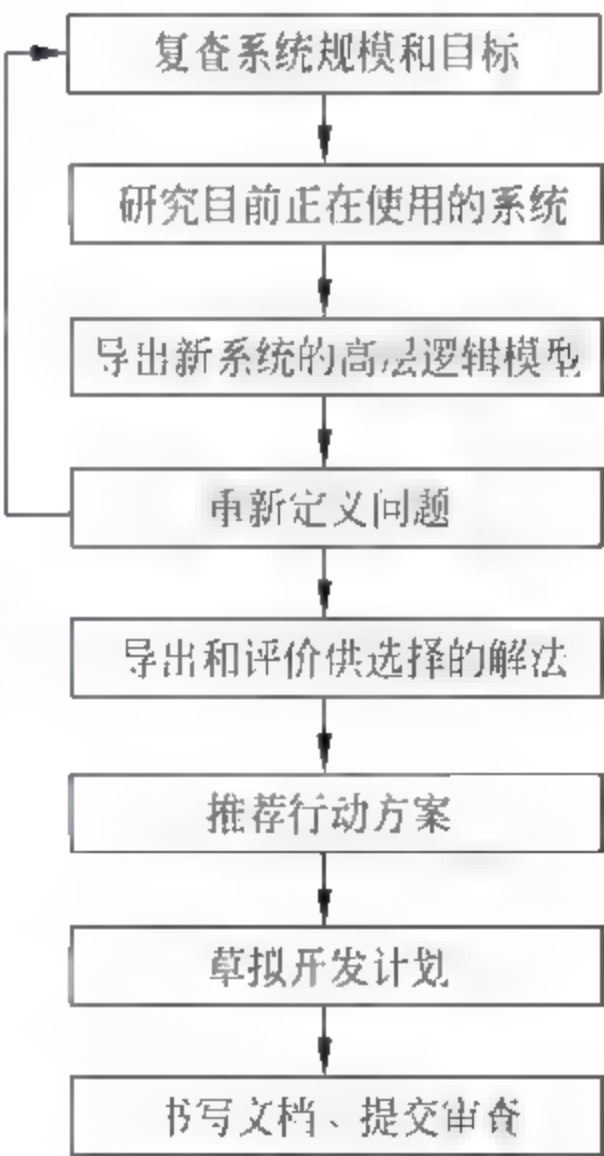 复查系统规模和目标
研究目前正在使用的系统
导出新系统的高层逻辑模型
重新定义问题
导出和评价供选择的解法
推荐行动方案
草拟开发计划
书写文档、提交审查